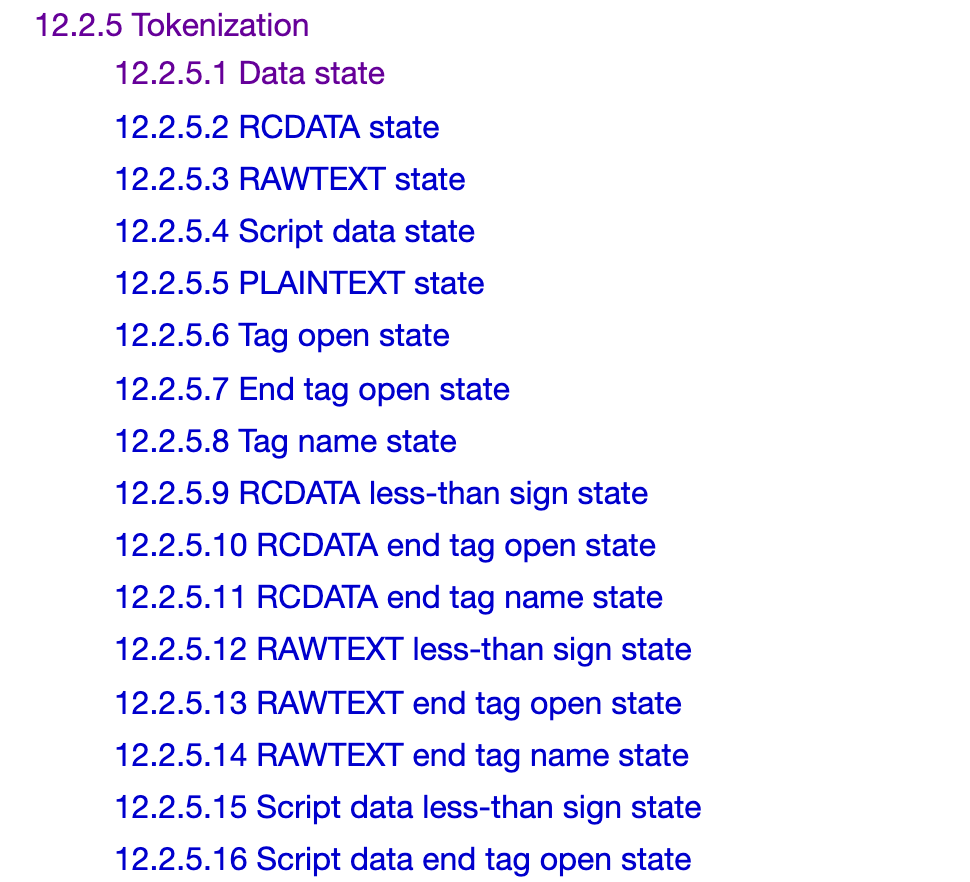 12.2.5 Tokenization
12.2.5.1 Data state
12.2.5.2 RCDATA state
12.2.5.3 RAWTEXT state
12.2.5.4 Script data state
12.2.5.5 PLAINTEXT state
12.2.5.6 Tag open state
12.2.5.7 End tag open state
12.2.5.8 Tag name state
12.2.5.9 RCDATA less-than sign state
12.2.5.10 RCDATA end tag open state
12.2.5.11 RCDATA end tag name state
12.2.5.12 RAWTEXT less-than sign state
12.2.5.13 RAWTEXT end tag open state
12.2.5.14 RAWTEXT end tag name state
12.2.5.15 Script data less-than sign state
12.2.5.16 Script data end tag open state